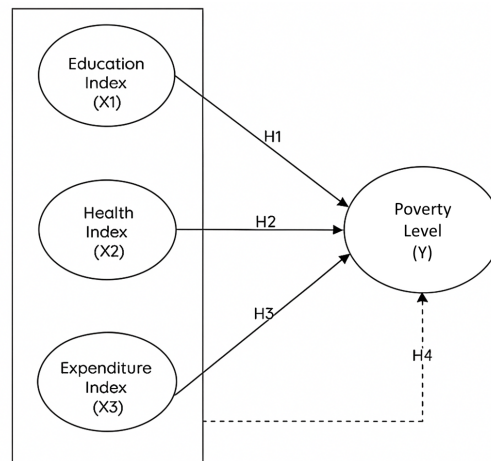 Education
Index
(X1)
H1
Health
Index
(X2)
H2
Poverty
Level
(Y)
H3
Expenditure
Index
(X3)
H4